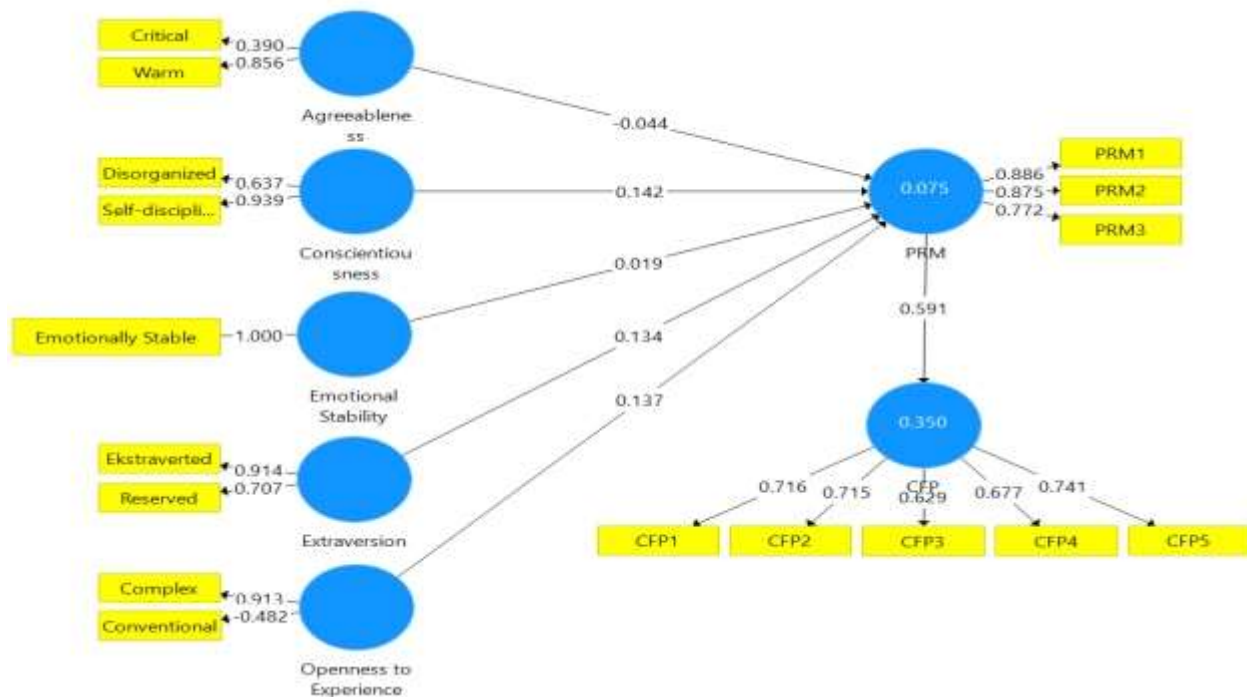 Critical
0.390
0.856
Warm
Agreeablene
ss
-0.044
Disorganized
0.637
0.939
Self-discipli...
Conscientiou
sness
0.142
0.075
PRM
0.886
0.875
0.772
PRM1
PRM2
PRM3
Emotionally Stable
1.000
Emotional
Stability
0.019
0.591
Ekstraverted
0.914
0.707
Reserved
Extraversion
0.134
0.350
CFP
0.716
0.715
0.629
0.677
0.741
CFP1
CFP2
CFP3
CFP4
CFP5
Complex
0.913
-0.482
Conventional
Openness to
Experience
0.137